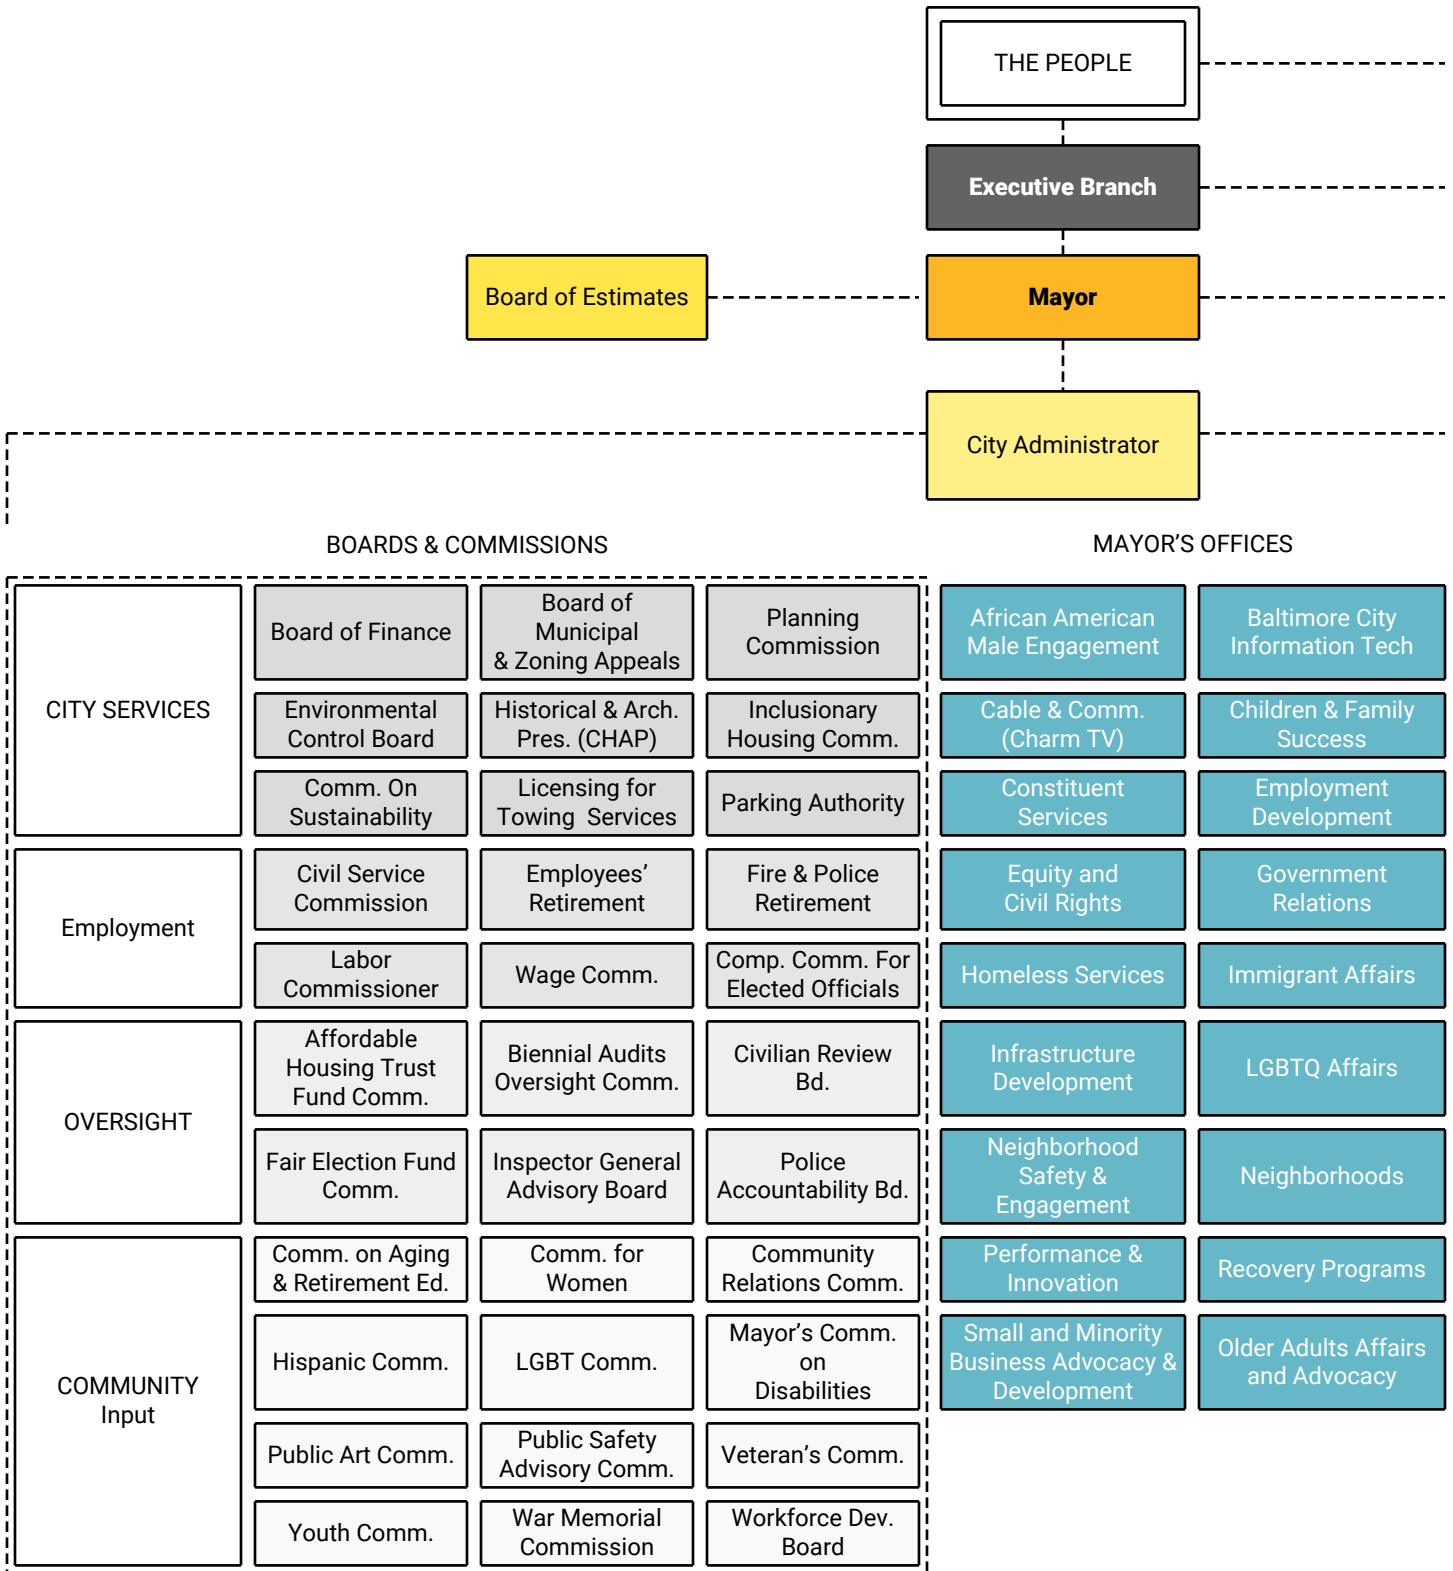 THE PEOPLE
Executive Branch
Board of Estimates
Mayor
City Administrator
BOARDS & COMMISSIONS
MAYOR’S OFFICES
CITY SERVICES
Board of Finance
Board of
Municipal
& Zoning Appeals
Planning
Commission
Environmental
Control Board
Historical & Arch.
Pres. (CHAP)
Inclusionary
Housing Comm.
Comm. On
Sustainability
Licensing for
Towing  Services
Parking Authority
Employment
Civil Service
Commission
Employees’
Retirement
Fire & Police
Retirement
Labor
Commissioner
Wage Comm.
Comp. Comm. For
Elected Officials
OVERSIGHT
Affordable
Housing Trust
Fund Comm.
Biennial Audits
Oversight Comm.
Civilian Review
Bd.
Fair Election Fund
Comm.
Inspector General
Advisory Board
Police
Accountability Bd.
COMMUNITY
Input
Comm. on Aging
& Retirement Ed.
Comm. for
Women
Community
Relations Comm.
Hispanic Comm.
LGBT Comm.
Mayor’s Comm.
on
Disabilities
Public Art Comm.
Public Safety
Advisory Comm.
Veteran’s Comm.
Youth Comm.
War Memorial
Commission
Workforce Dev.
Board
African American
Male Engagement
Baltimore City
Information Tech
Cable & Comm.
(Charm TV)
Children & Family
Success
Constituent
Services
Employment
Development
Equity and
Civil Rights
Government
Relations
Homeless Services
Immigrant Affairs
Infrastructure
Development
LGBTQ Affairs
Neighborhood
Safety &
Engagement
Neighborhoods
Performance &
Innovation
Recovery Programs
Small and Minority
Business Advocacy &
Development
Older Adults Affairs
and Advocacy